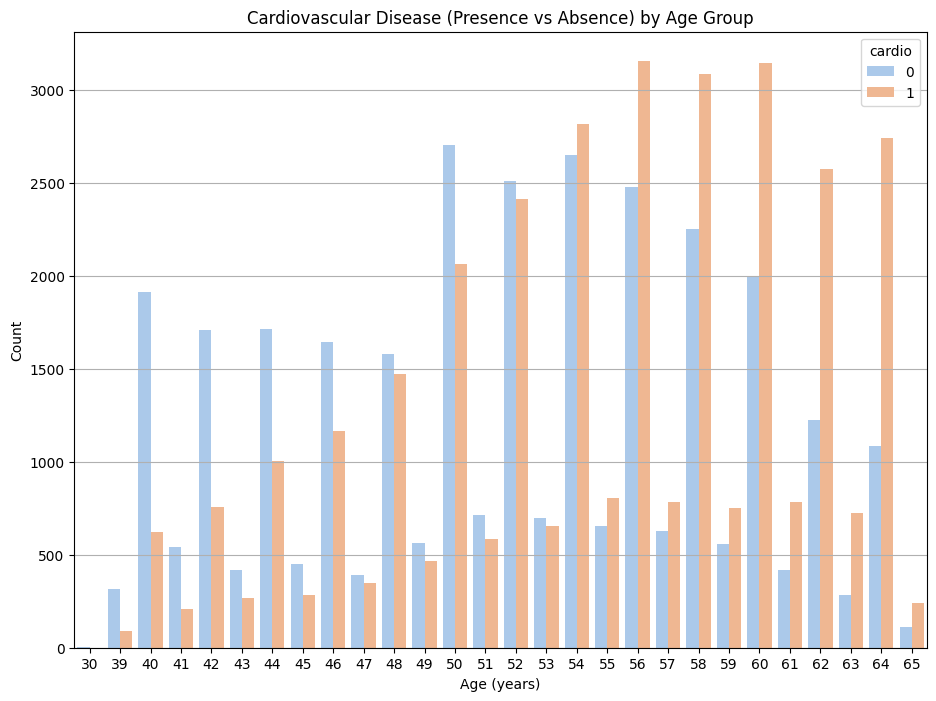 Cardiovascular Disease (Presence vs Absence) by Age Group
cardio
0
1
3000
2500
2000
1500
1000
500
0
Count
30 39 40 41 42 43 44 45 46 47 48 49 50 51 52 53 54 55 56 57 58 59 60 61 62 63 64 65
Age (years)